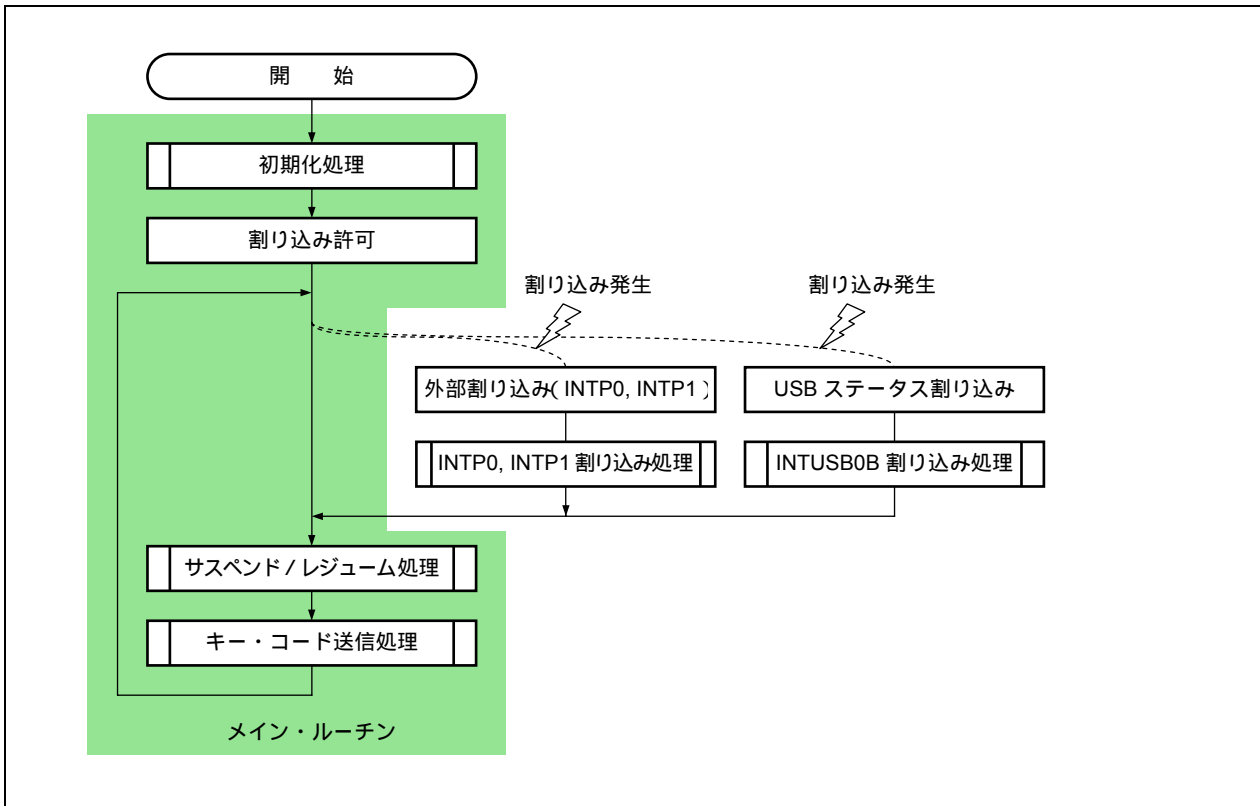 開　　始
初期化処理
割り込み許可
割り込み発生
割り込み発生
外部割り込み( INTP0, INTP1 )
USB ステータス割り込み
INTP0, INTP1 割り込み処理
INTUSB0B 割り込み処理
サスペンド / レジューム処理
キー・コード送信処理
メイン・ルーチン